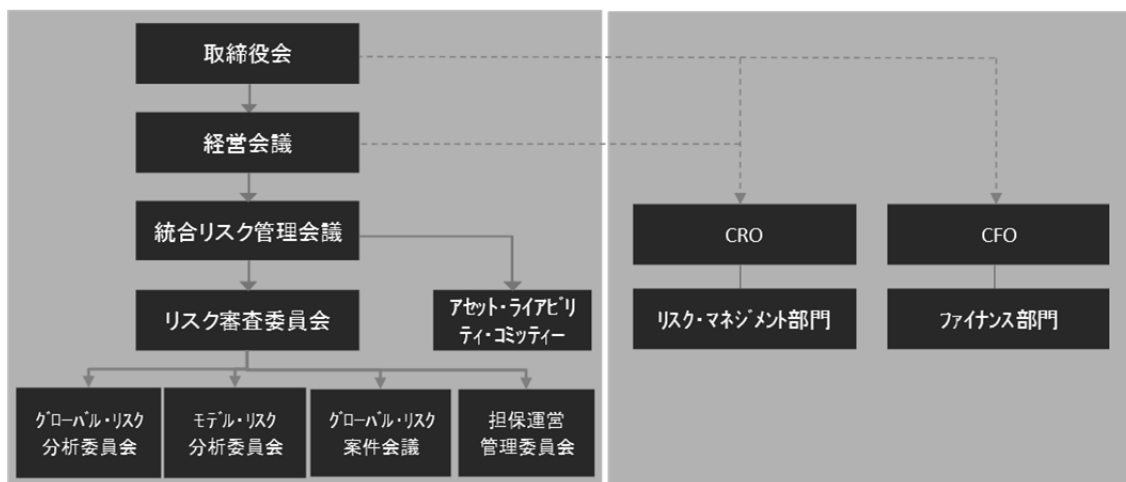 取締役会
経営会議
統合リスク管理会議
CRO
CFO
リスク審査委員会
アセット・ライアビリ
ティ・コミッティー
リスク・マネジメント部門
ファイナンス部門
グローバル・リスク
分析委員会
モデル・リスク
分析委員会
グローバル・リスク
案件会議
担保運営
管理委員会